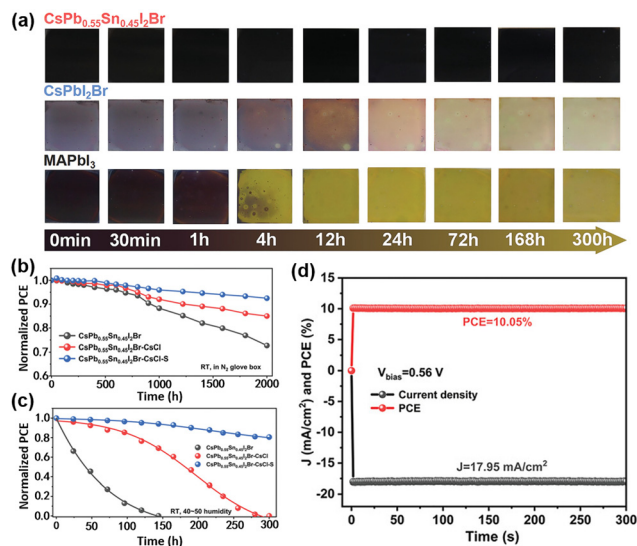 (a)
CsPb0.55Sn0.45I2Br
CsPbI2Br
MAPbI3
0min 30min 1h 4h 12h 24h 72h 168h 300h
(b)
Normalized PCE
1.0
0.9
0.8
0.7
0.6
CsPb0.55Sn0.45I2Br
CsPb0.55Sn0.45I2Br-CsCl
CsPb0.55Sn0.45I2Br-CsCl-S
RT, in N2 glove box
0 500 1000 1500 2000
Time (h)
(c)
Normalized PCE
1.0
0.8
0.6
0.4
0.2
0.0
CsPb0.55Sn0.45I2Br
CsPb0.55Sn0.45I2Br-CsCl
CsPb0.55Sn0.45I2Br-CsCl-S
RT, 40~50 humidity
0 50 100 150 200 250 300
Time (h)
(d)
J (mA/cm2) and PCE (%)
15
10
5
0
-5
-10
-15
-20
PCE=10.05%
Vbias=0.56 V
Current density
PCE
J=17.95 mA/cm2
0 50 100 150 200 250 300
Time (s)